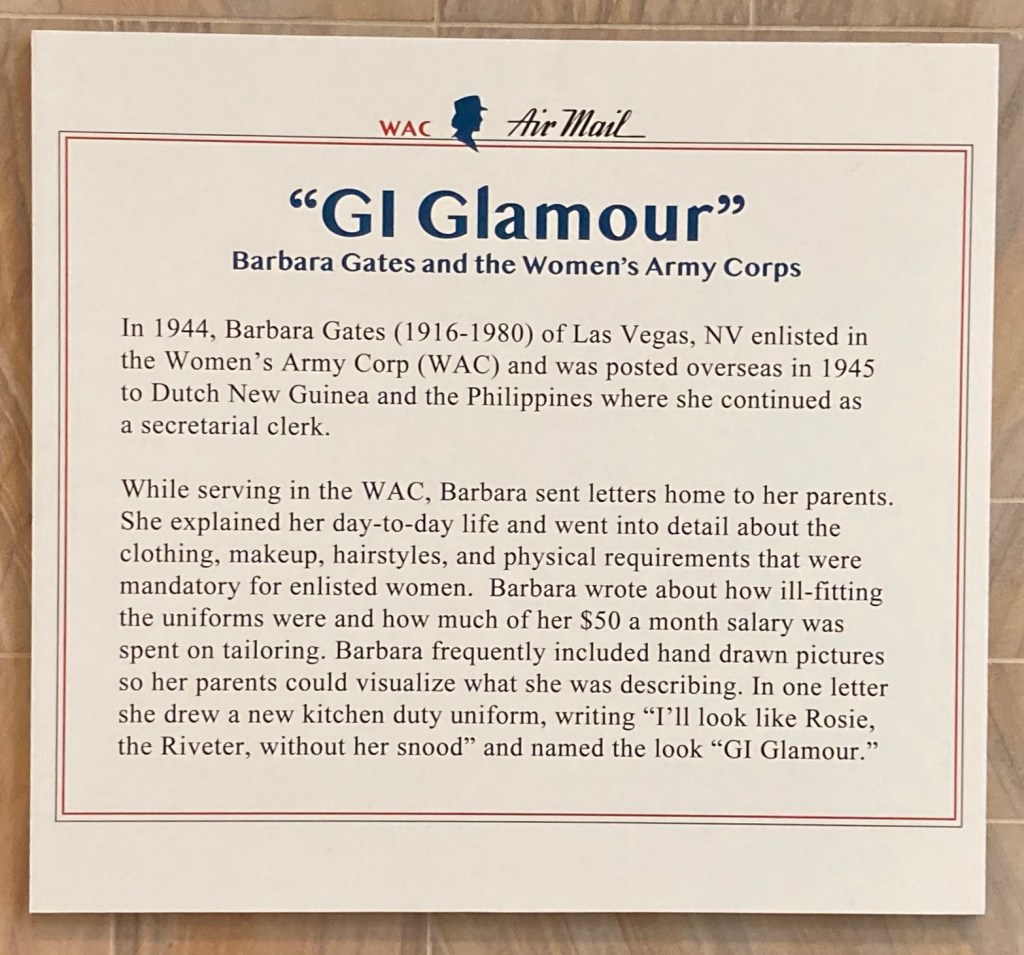 WAC Air Mail
“GI Glamour”
Barbara Gates and the Women’s Army Corps
In 1944, Barbara Gates (1916-1980) of Las Vegas, NV enlisted in
the Women’s Army Corp (WAC) and was posted overseas in 1945
to Dutch New Guinea and the Philippines where she continued as
a secretarial clerk.
While serving in the WAC, Barbara sent letters home to her parents.
She explained her day-to-day life and went into detail about the
clothing, makeup, hairstyles, and physical requirements that were
mandatory for enlisted women.  Barbara wrote about how ill-fitting
the uniforms were and how much of her $50 a month salary was
spent on tailoring. Barbara frequently included hand drawn pictures
so her parents could visualize what she was describing. In one letter
she drew a new kitchen duty uniform, writing “I’ll look like Rosie,
the Riveter, without her snood” and named the look “GI Glamour.”